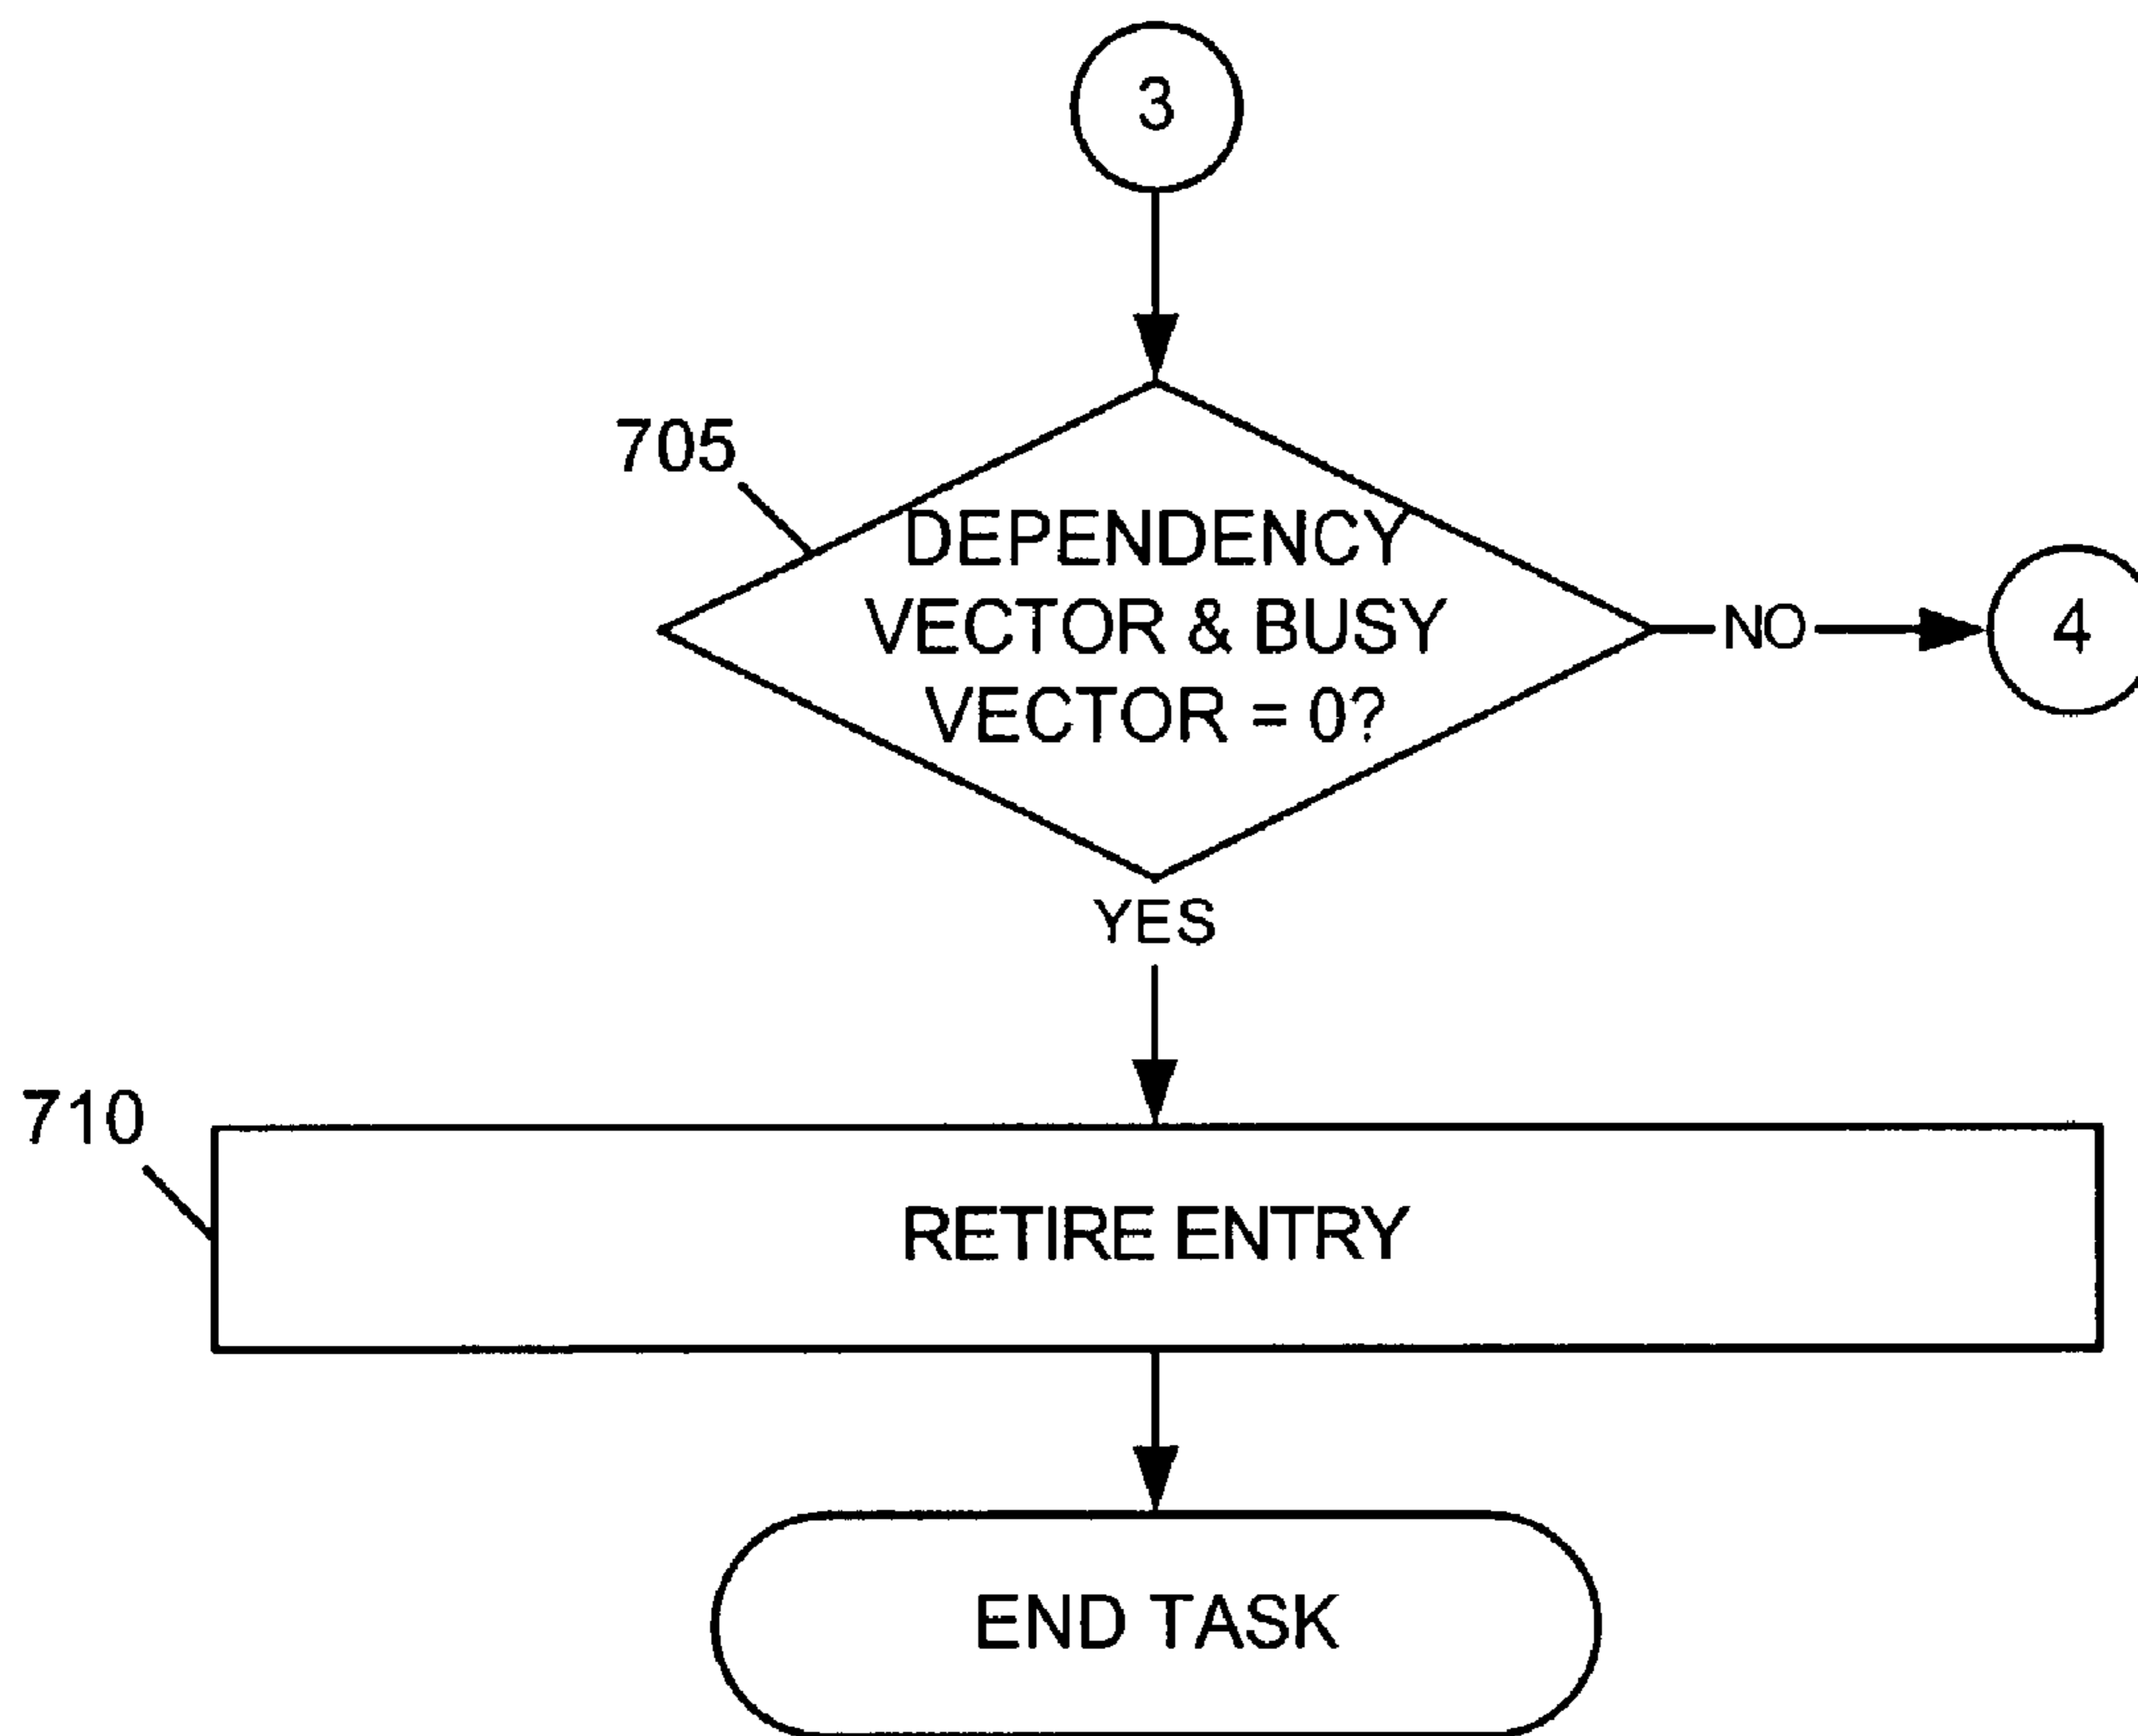 3
705
DEPENDENCY
VECTOR & BUSY
VECTOR = 0?
NO
4
YES
710
RETIRE ENTRY
END TASK